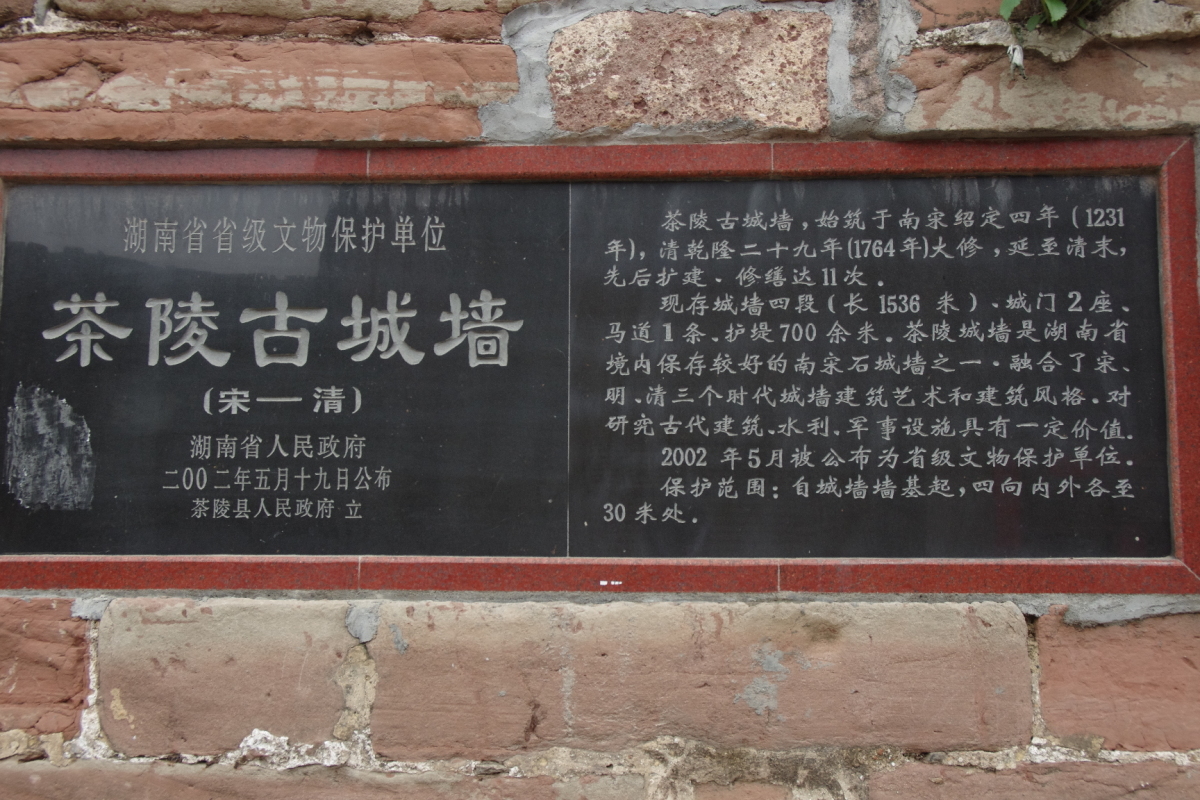 湖南省省级文物保护单位
茶陵古城墙
(宋—清)
湖南省人民政府
二00二年五月十九日公布
茶陵县人民政府 立
茶陵古城墙,始筑于南宋绍定四年(1231
年),清乾隆二十九年(1764年)大修,延至清末,
先后扩建、修缮达11次.
现存城墙四段(长1536 米)、城门2座、
马道1条、护堤700余米.茶陵城墙是湖南省
境内保存较好的南宋石城墙之一.融合了宋、
明、清三个时代城墙建筑艺术和建筑风格.对
研究古代建筑、水利、军事设施具有一定价值.
2002 年5月被公布为省级文物保护单位.
保护范围:自城墙墙基起,四向内外各至
30米处.